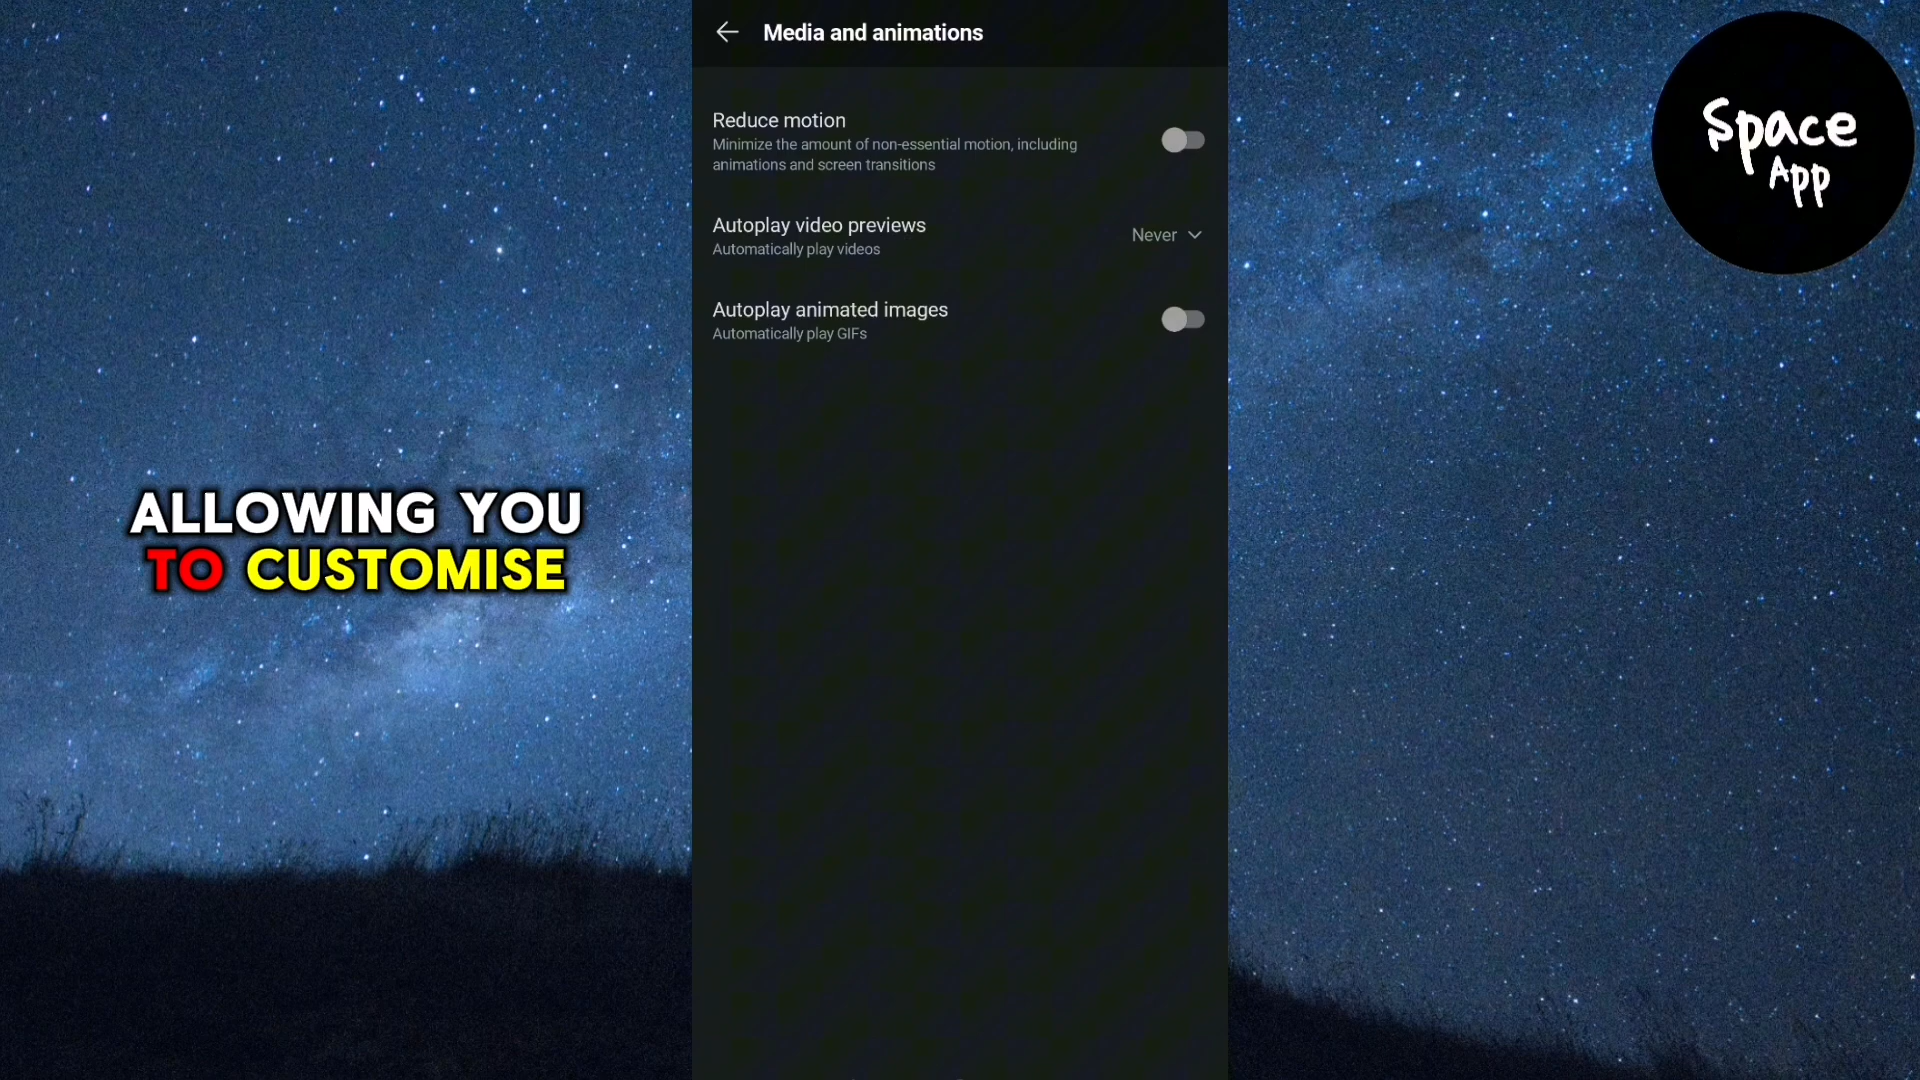 Media and animations
Reduce motion
Minimize the amount of non-essential motion, including
animations and screen transitions
Autoplay video previews
Automatically play videos
Never
Autoplay animated images
Automatically play GIFs
ALLOWING YOU
TO CUSTOMISE
Space
App